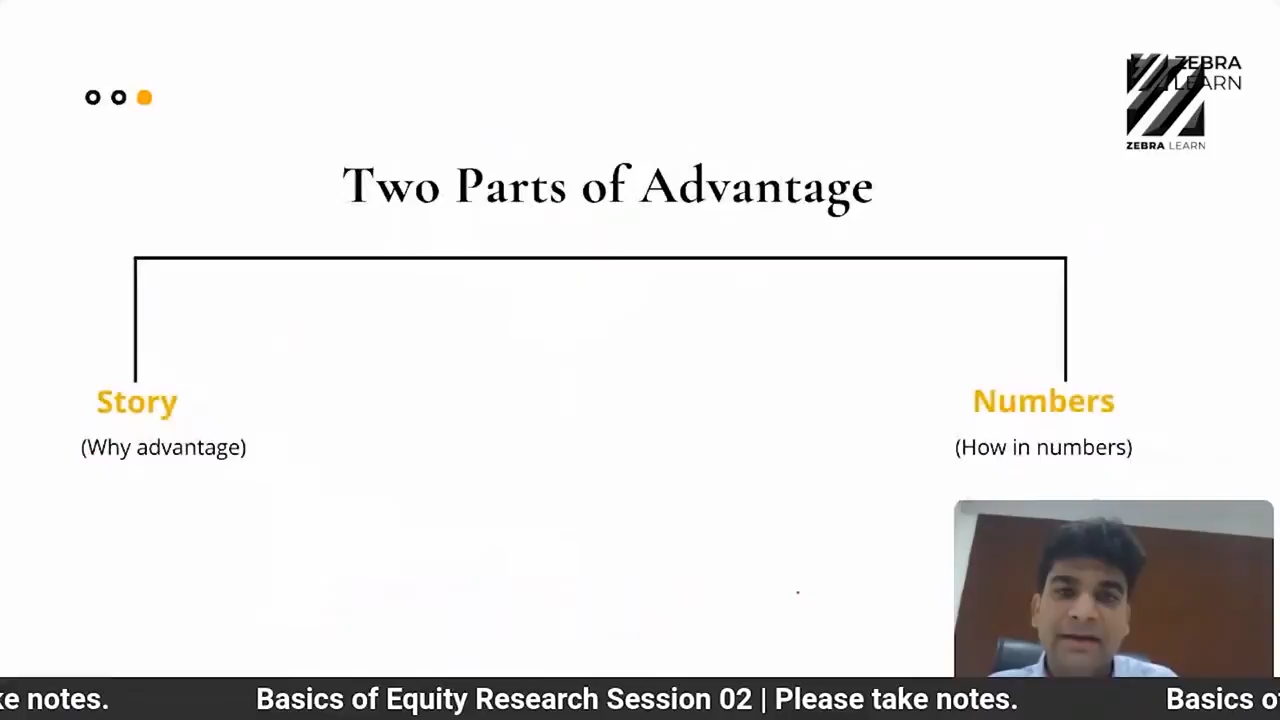 ZEBRA
LEARN
ZEBRA LEARN
Two Parts of Advantage
Story
(Why advantage)
Numbers
(How in numbers)
ke notes.
Basics of Equity Research Session 02 | Please take notes.
Basics of